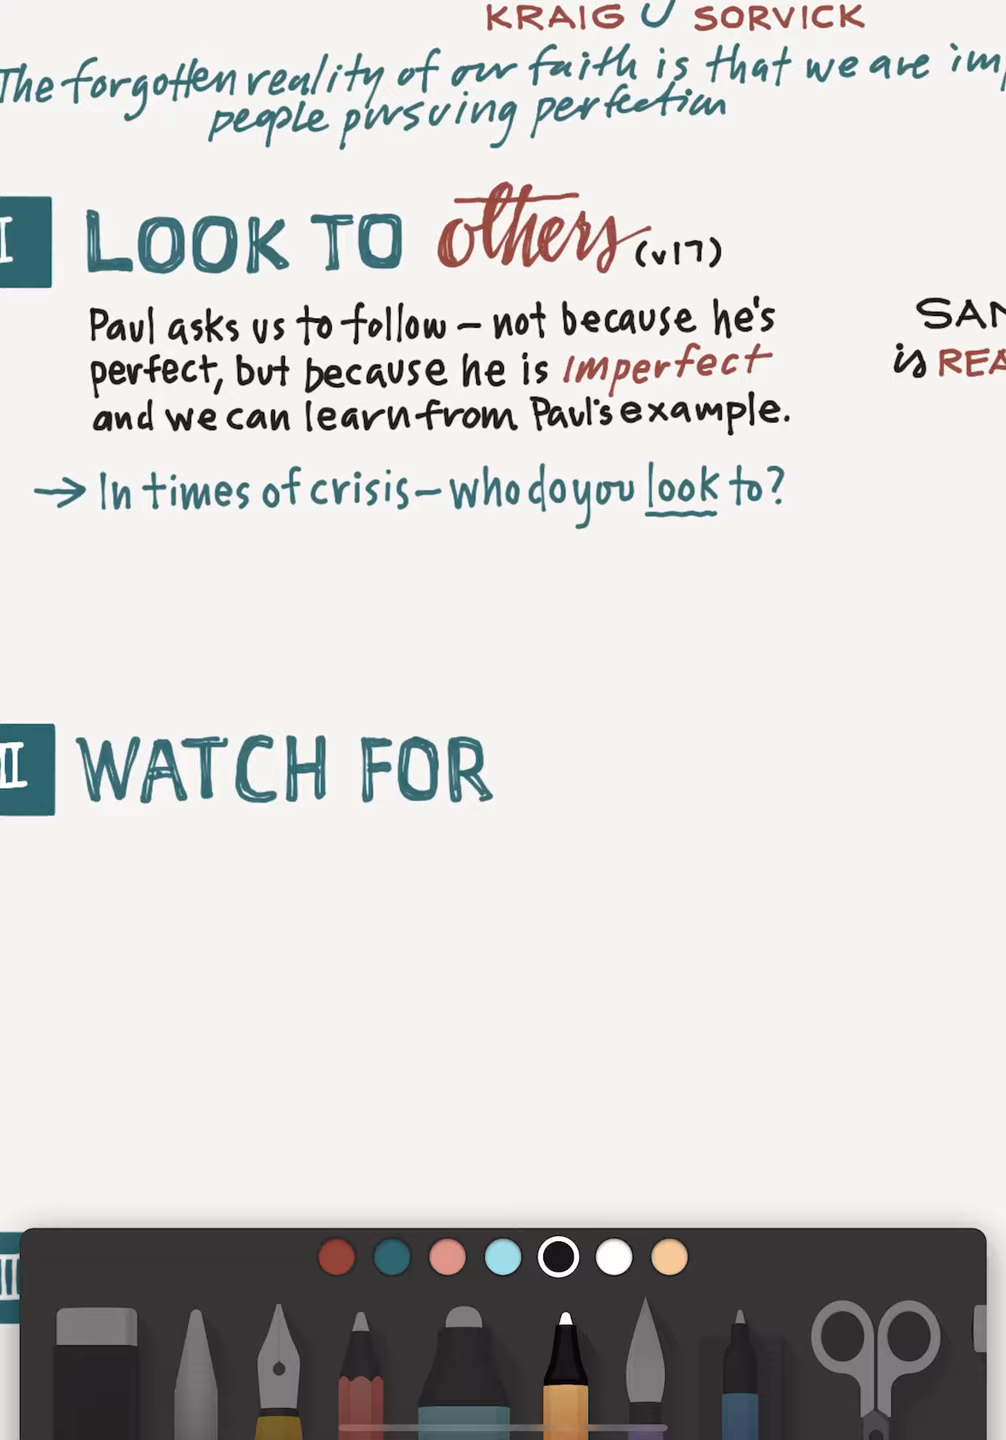 KRAIG SORVICK
The forgotten reality of our faith is that we are imp
people pursuing perfection
I LOOK TO others (v17)
Paul asks us to follow – not because he's
perfect, but because he is Imperfect
and we can learn from Paul's example.
SAN
is REA
→ In times of crisis – who do you look to?
II WATCH FOR
III